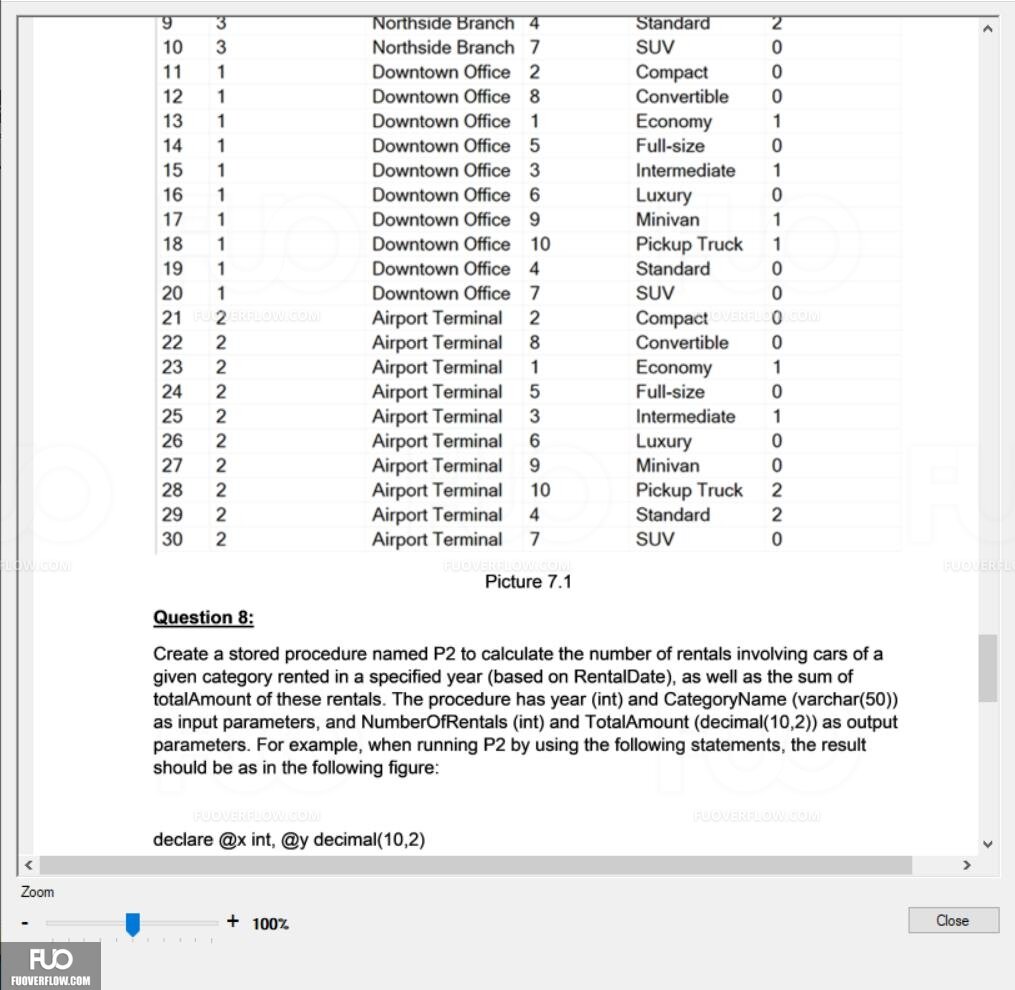 9 3 Northside Branch 4 Standard 2
10 3 Northside Branch 7 SUV 0
11 1 Downtown Office 2 Compact 0
12 1 Downtown Office 8 Convertible 0
13 1 Downtown Office 1 Economy 1
14 1 Downtown Office 5 Full-size 0
15 1 Downtown Office 3 Intermediate 1
16 1 Downtown Office 6 Luxury 0
17 1 Downtown Office 9 Minivan 1
18 1 Downtown Office 10 Pickup Truck 1
19 1 Downtown Office 4 Standard 0
20 1 Downtown Office 7 SUV 0
21 2 Airport Terminal 2 Compact 0
22 2 Airport Terminal 8 Convertible 0
23 2 Airport Terminal 1 Economy 1
24 2 Airport Terminal 5 Full-size 0
25 2 Airport Terminal 3 Intermediate 1
26 2 Airport Terminal 6 Luxury 0
27 2 Airport Terminal 9 Minivan 0
28 2 Airport Terminal 10 Pickup Truck 2
29 2 Airport Terminal 4 Standard 2
30 2 Airport Terminal 7 SUV 0
FUOVERFLOW.COM
Picture 7.1
Question 8:
Create a stored procedure named P2 to calculate the number of rentals involving cars of a
given category rented in a specified year (based on RentalDate), as well as the sum of
totalAmount of these rentals. The procedure has year (int) and CategoryName (varchar(50))
as input parameters, and NumberOfRentals (int) and TotalAmount (decimal(10,2)) as output
parameters. For example, when running P2 by using the following statements, the result
should be as in the following figure:
FUOVERFLOW.COM FUOVERFLOW.COM
declare @x int, @y decimal(10,2)
Zoom
- + 100%
Close
FUO
FUOVERFLOW.COM